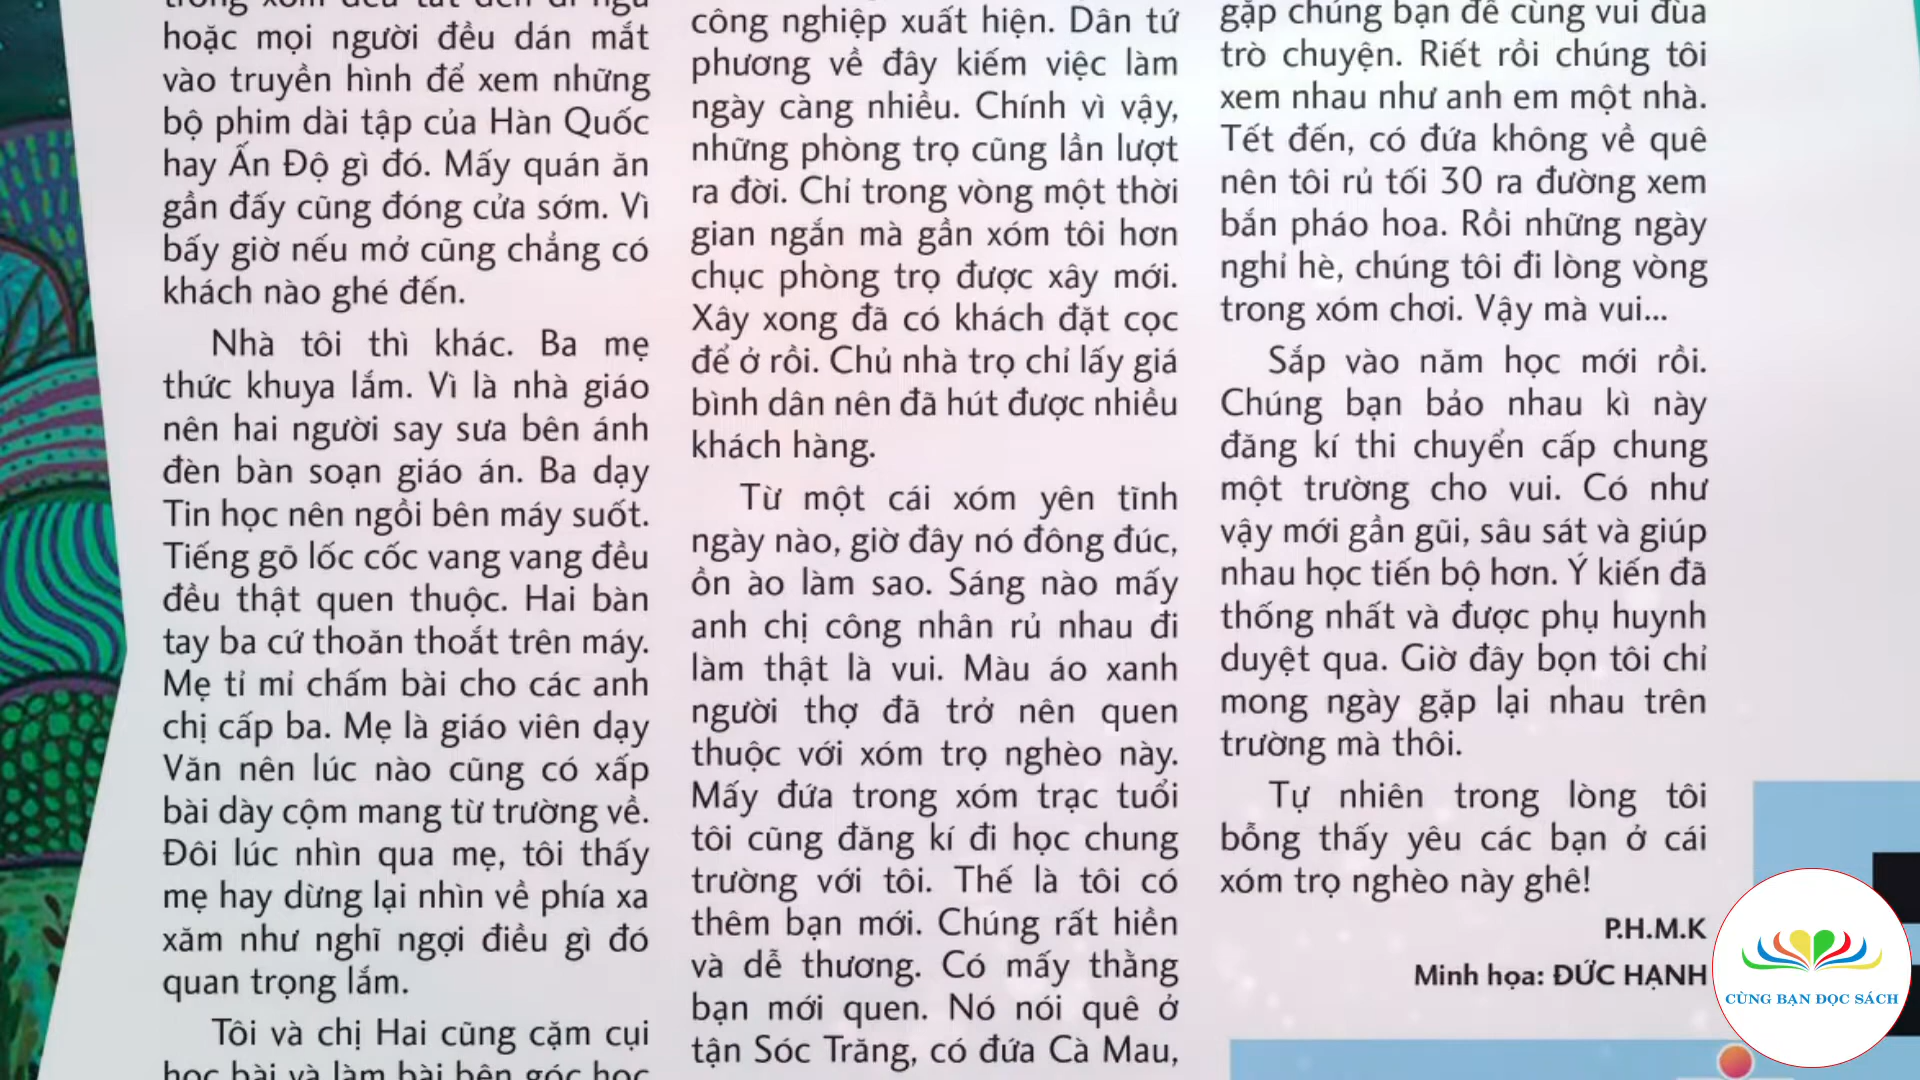 trong xóm đều tắt đèn đi ngủ
hoặc mọi người đều dán mắt
vào truyền hình để xem những
bộ phim dài tập của Hàn Quốc
hay Ấn Độ gì đó. Mấy quán ăn
gần đấy cũng đóng cửa sớm. Vì
bấy giờ nếu mở cũng chẳng có
khách nào ghé đến.
Nhà tôi thì khác. Ba mẹ
thức khuya lắm. Vì là nhà giáo
nên hai người say sưa bên ánh
đèn bàn soạn giáo án. Ba dạy
Tin học nên ngồi bên máy suốt.
Tiếng gõ lốc cốc vang vang đều
đều thật quen thuộc. Hai bàn
tay ba cứ thoăn thoắt trên máy.
Mẹ tỉ mỉ chấm bài cho các anh
chị cấp ba. Mẹ là giáo viên dạy
Văn nên lúc nào cũng có xấp
bài dày cộm mang từ trường về.
Đôi lúc nhìn qua mẹ, tôi thấy
mẹ hay dừng lại nhìn về phía xa
xăm như nghĩ ngợi điều gì đó
quan trọng lắm.
Tôi và chị Hai cũng cặm cụi
học bài và làm bài bên góc học
công nghiệp xuất hiện. Dân tứ
phương về đây kiếm việc làm
ngày càng nhiều. Chính vì vậy,
những phòng trọ cũng lần lượt
ra đời. Chỉ trong vòng một thời
gian ngắn mà gần xóm tôi hơn
chục phòng trọ được xây mới.
Xây xong đã có khách đặt cọc
để ở rồi. Chủ nhà trọ chỉ lấy giá
bình dân nên đã hút được nhiều
khách hàng.
Từ một cái xóm yên tĩnh
ngày nào, giờ đây nó đông đúc,
ồn ào làm sao. Sáng nào mấy
anh chị công nhân rủ nhau đi
làm thật là vui. Màu áo xanh
người thợ đã trở nên quen
thuộc với xóm trọ nghèo này.
Mấy đứa trong xóm trạc tuổi
tôi cũng đăng kí đi học chung
trường với tôi. Thế là tôi có
thêm bạn mới. Chúng rất hiền
và dễ thương. Có mấy thằng
bạn mới quen. Nó nói quê ở
tận Sóc Trăng, có đứa Cà Mau,
gặp chúng bạn để cùng vui đùa
trò chuyện. Riết rồi chúng tôi
xem nhau như anh em một nhà.
Tết đến, có đứa không về quê
nên tôi rủ tối 30 ra đường xem
bắn pháo hoa. Rồi những ngày
nghỉ hè, chúng tôi đi lòng vòng
trong xóm chơi. Vậy mà vui...
Sắp vào năm học mới rồi.
Chúng bạn bảo nhau kì này
đăng kí thi chuyển cấp chung
một trường cho vui. Có như
vậy mới gần gũi, sâu sát và giúp
nhau học tiến bộ hơn. Ý kiến đã
thống nhất và được phụ huynh
duyệt qua. Giờ đây bọn tôi chỉ
mong ngày gặp lại nhau trên
trường mà thôi.
Tự nhiên trong lòng tôi
bỗng thấy yêu các bạn ở cái
xóm trọ nghèo này ghê!
P.H.M.K
Minh họa: ĐỨC HẠNH
CÙNG BẠN ĐỌC SÁCH